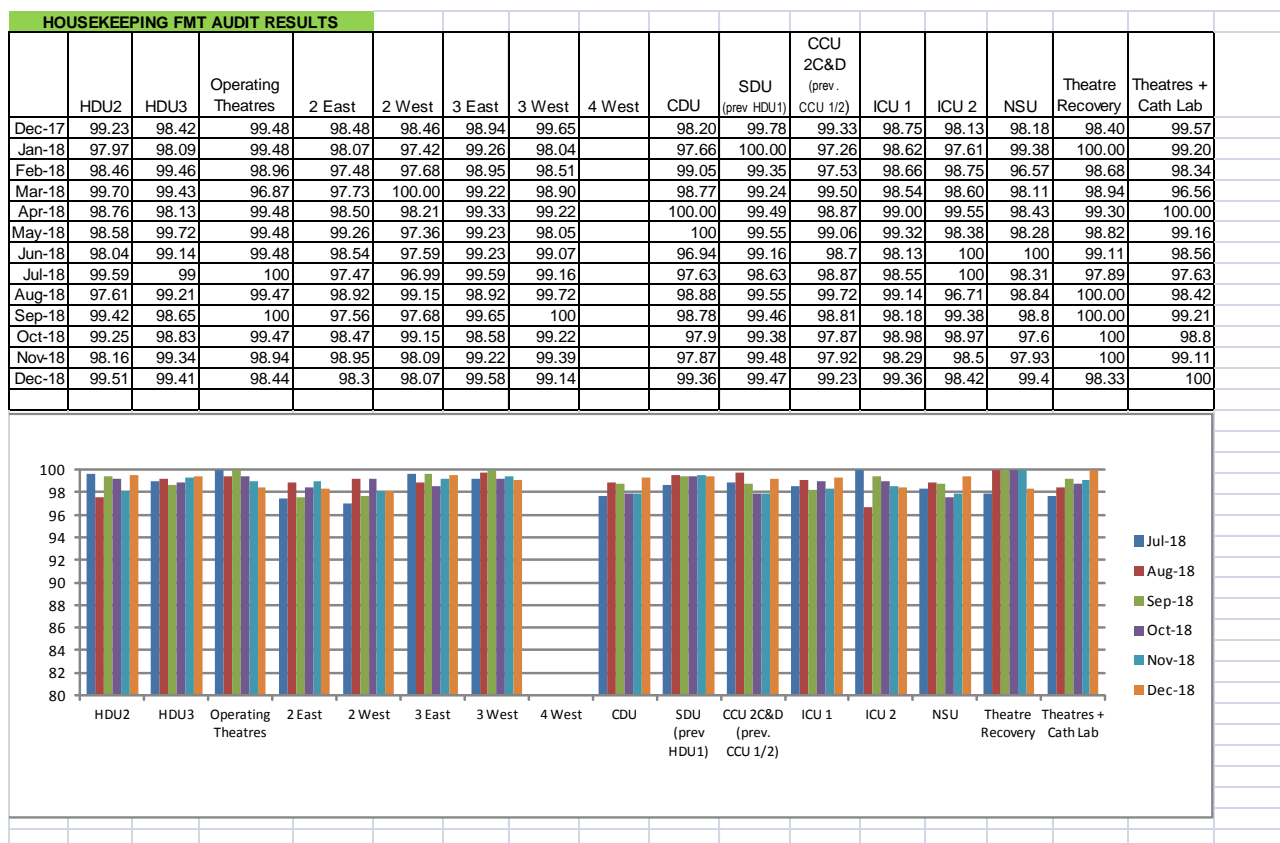 HOUSEKEEPING FMT AUDIT RESULTS
HDU2 HDU3 Operating Theatres 2 East 2 West 3 East 3 West 4 West CDU SDU (prev HDU1) CCU 2C&D (prev. CCU 1/2) ICU 1 ICU 2 NSU Theatre Recovery Theatres + Cath Lab
Dec-17 99.23 98.42 99.48 98.48 98.46 98.94 99.65 98.20 99.78 99.33 98.75 98.13 98.18 98.40 99.57
Jan-18 97.97 98.09 99.48 98.07 97.42 99.26 98.04 97.66 100.00 97.26 98.62 97.61 99.38 100.00 99.20
Feb-18 98.46 99.46 98.96 97.48 97.68 98.95 98.51 99.05 99.35 97.53 98.66 98.75 96.57 98.68 98.34
Mar-18 99.70 99.43 96.87 97.73 100.00 99.22 98.90 98.77 99.24 99.50 98.54 98.60 98.11 98.94 96.56
Apr-18 98.76 98.13 99.48 98.50 98.21 99.33 99.22 100.00 99.49 98.87 99.00 99.55 98.43 99.30 100.00
May-18 98.58 99.72 99.48 99.26 97.36 99.23 98.05 100 99.55 99.06 99.32 98.38 98.28 98.82 99.16
Jun-18 98.04 99.14 99.48 98.54 97.59 99.23 99.07 96.94 99.16 98.7 98.13 100 100 99.11 98.56
Jul-18 99.59 99 100 97.47 96.99 99.59 99.16 97.63 98.63 98.87 98.55 100 98.31 97.89 97.63
Aug-18 97.61 99.21 99.47 98.92 99.15 98.92 99.72 98.88 99.55 99.72 99.14 96.71 98.84 100.00 98.42
Sep-18 99.42 98.65 100 97.56 97.68 99.65 100 98.78 99.46 98.81 98.18 99.38 98.8 100.00 99.21
Oct-18 99.25 98.83 99.47 98.47 99.15 98.58 99.22 97.9 99.38 97.87 98.98 98.97 97.6 100 98.8
Nov-18 98.16 99.34 98.94 98.95 98.09 99.22 99.39 97.87 99.48 97.92 98.29 98.5 97.93 100 99.11
Dec-18 99.51 99.41 98.44 98.3 98.07 99.58 99.14 99.36 99.47 99.23 99.36 98.42 99.4 98.33 100
100
98
96
94
92
90
88
86
84
82
80
HDU2 HDU3 Operating Theatres 2 East 2 West 3 East 3 West 4 West CDU SDU (prev HDU1) CCU 2C&D (prev. CCU 1/2) ICU 1 ICU 2 NSU Theatre Recovery Theatres + Cath Lab
Jul-18
Aug-18
Sep-18
Oct-18
Nov-18
Dec-18